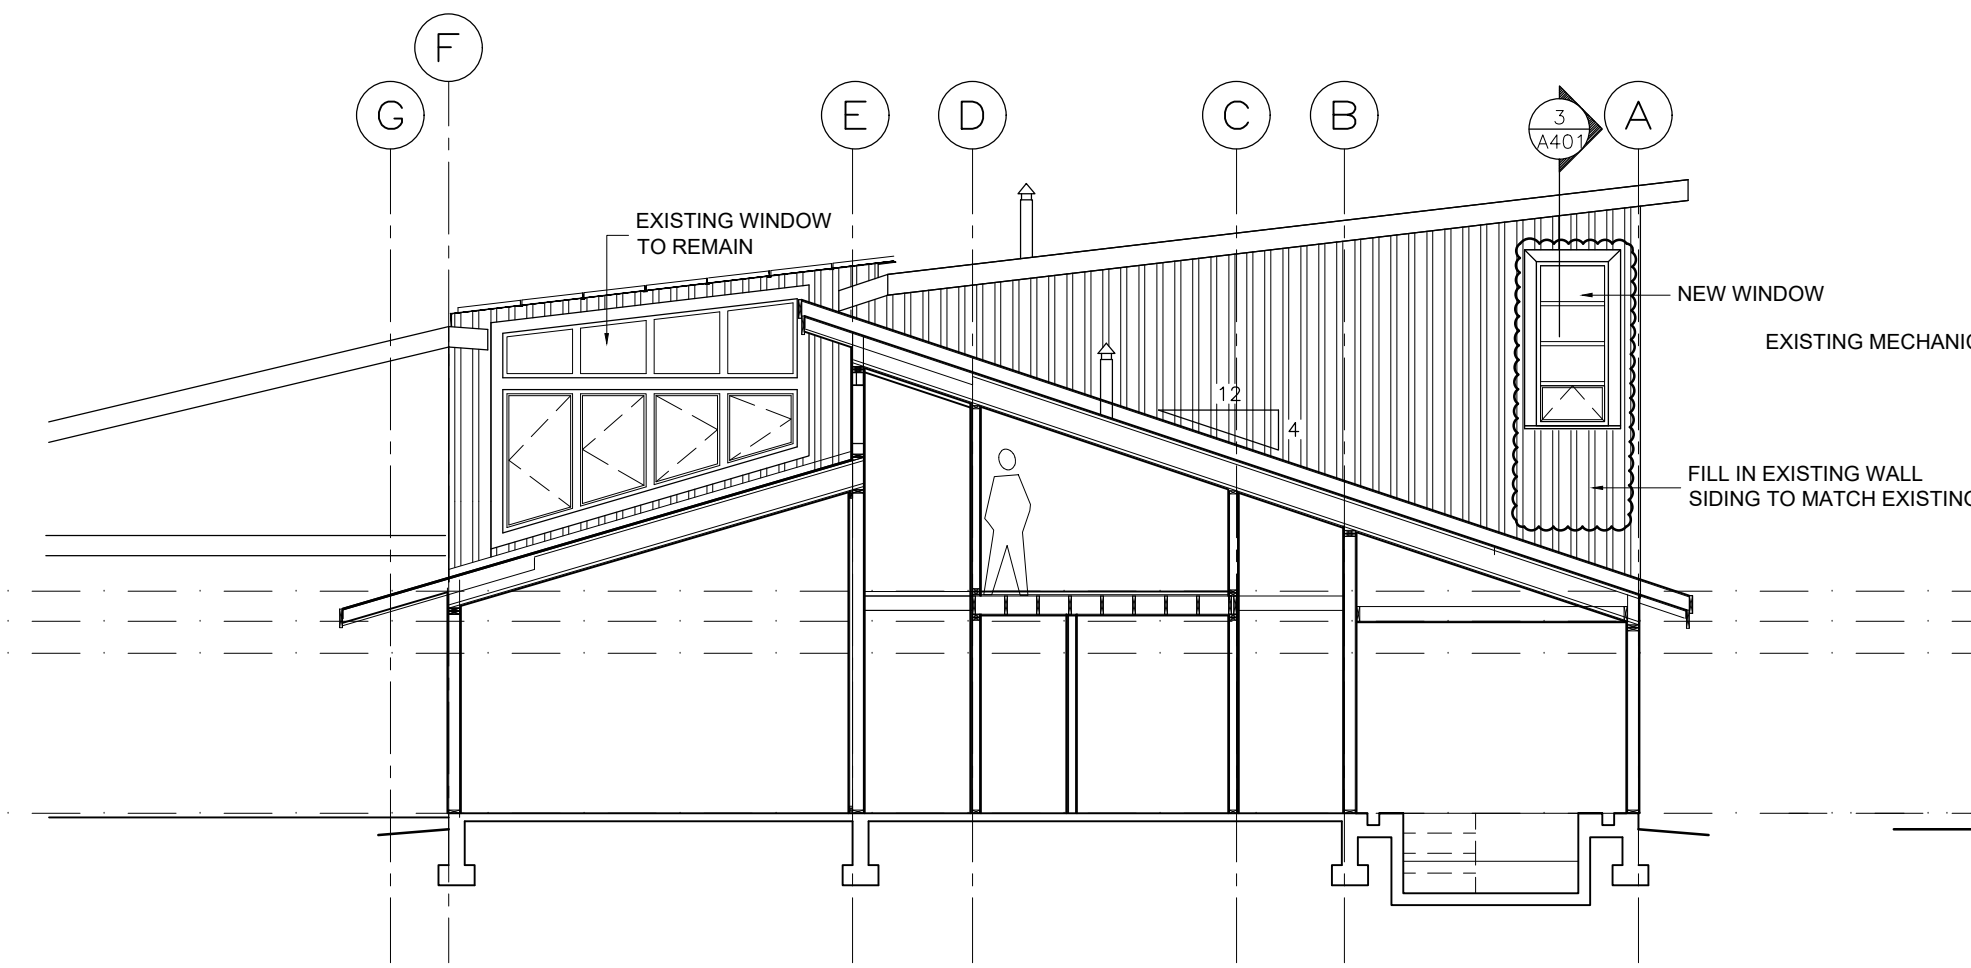 F
G
E
D
C
B
3
A401
A
EXISTING WINDOW
TO REMAIN
NEW WINDOW
EXISTING MECHANIC
12
4
FILL IN EXISTING WALL
SIDING TO MATCH EXISTING